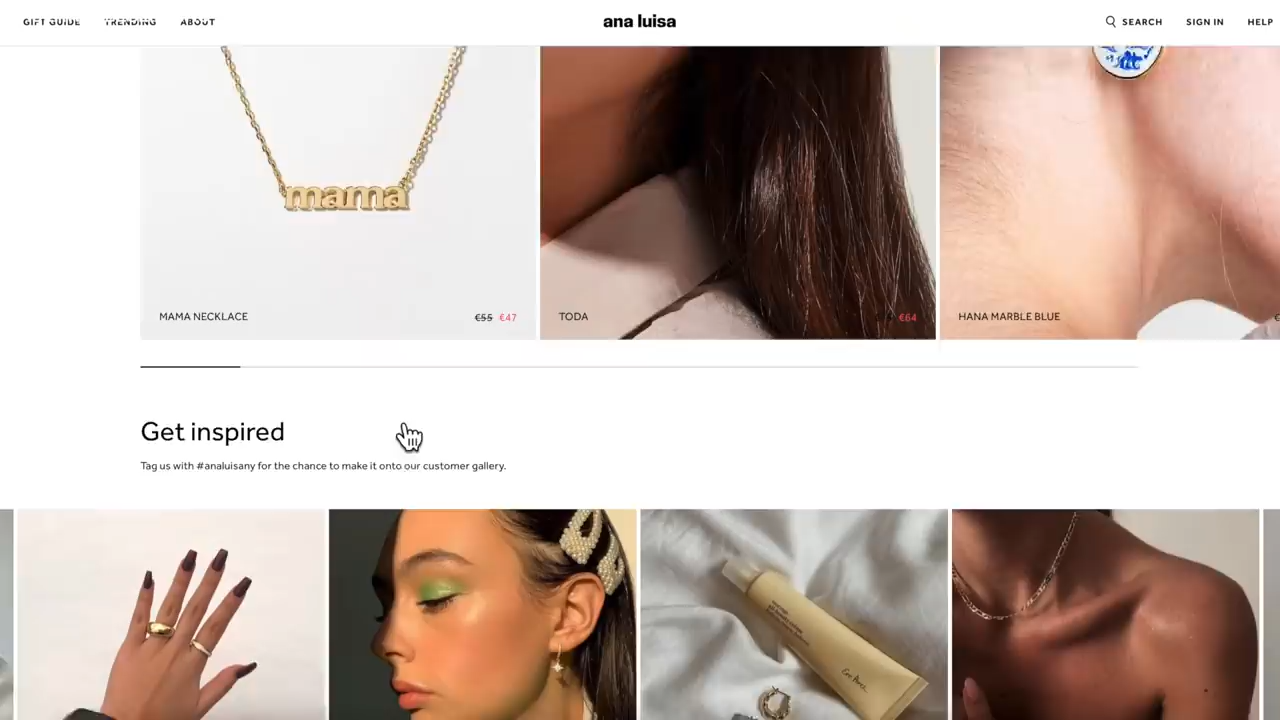 GIFT GUIDE TRENDING ABOUT ana luisa SEARCH SIGN IN HELP
mama
MAMA NECKLACE €55 €47 TODA €64 HANA MARBLE BLUE
Get inspired
Tag us with #analuisany for the chance to make it onto our customer gallery.